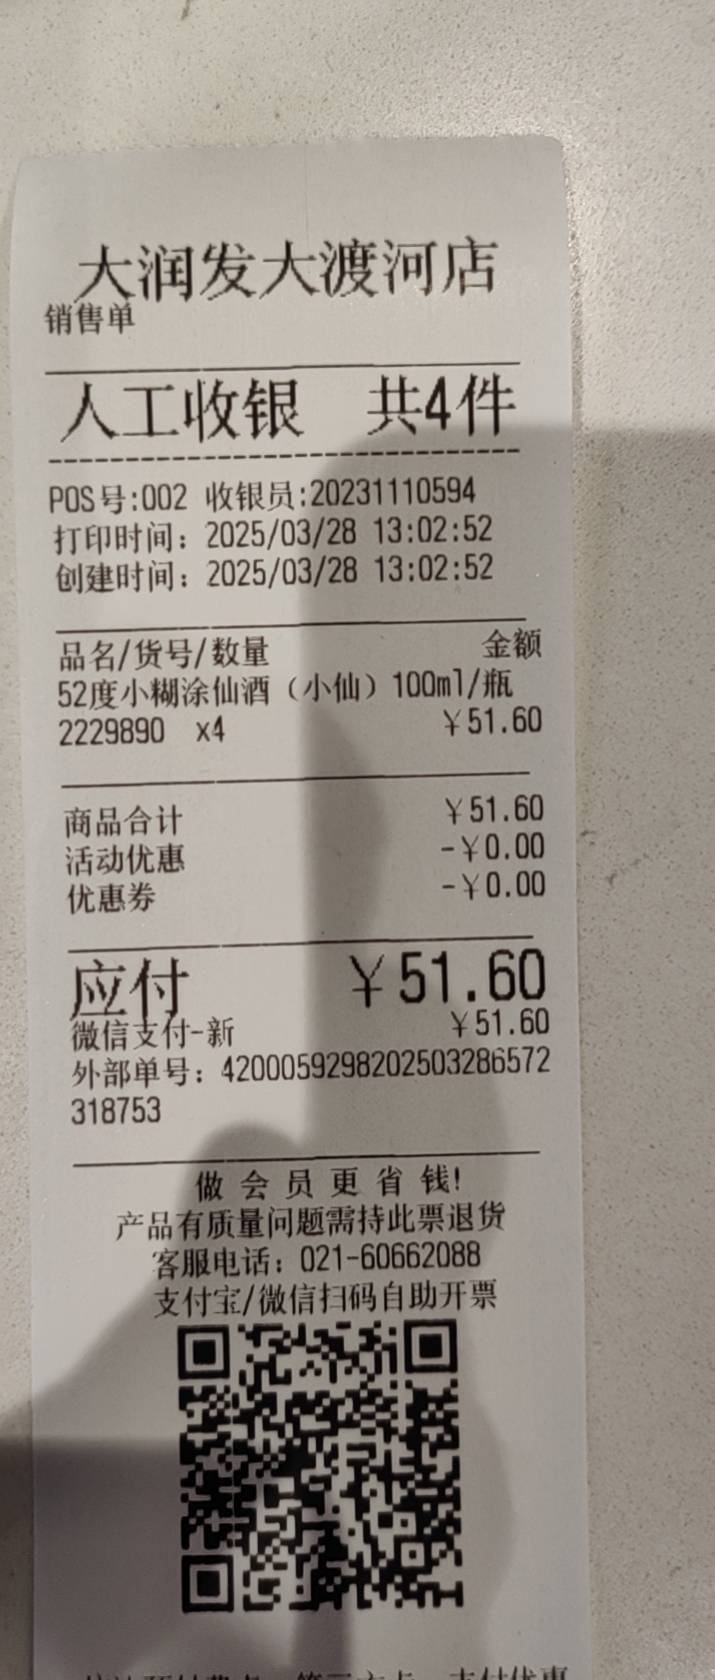 大润发大渡河店
销售单
人工收银 共4件
POS号:002 收银员:20231110594
打印时间：2025/03/28 13:02:52
创建时间：2025/03/28 13:02:52
品名/货号/数量 金额
52度小糊涂仙酒（小仙）100ml/瓶
2229890 x4 ￥51.60
商品合计 ￥51.60
活动优惠 -￥0.00
优惠券 -￥0.00
应付 ￥51.60
微信支付-新 ￥51.60
外部单号：4200059298202503286572
318753
做会员更省钱!
产品有质量问题需持此票退货
客服电话：021-60662088
支付宝/微信扫码自助开票